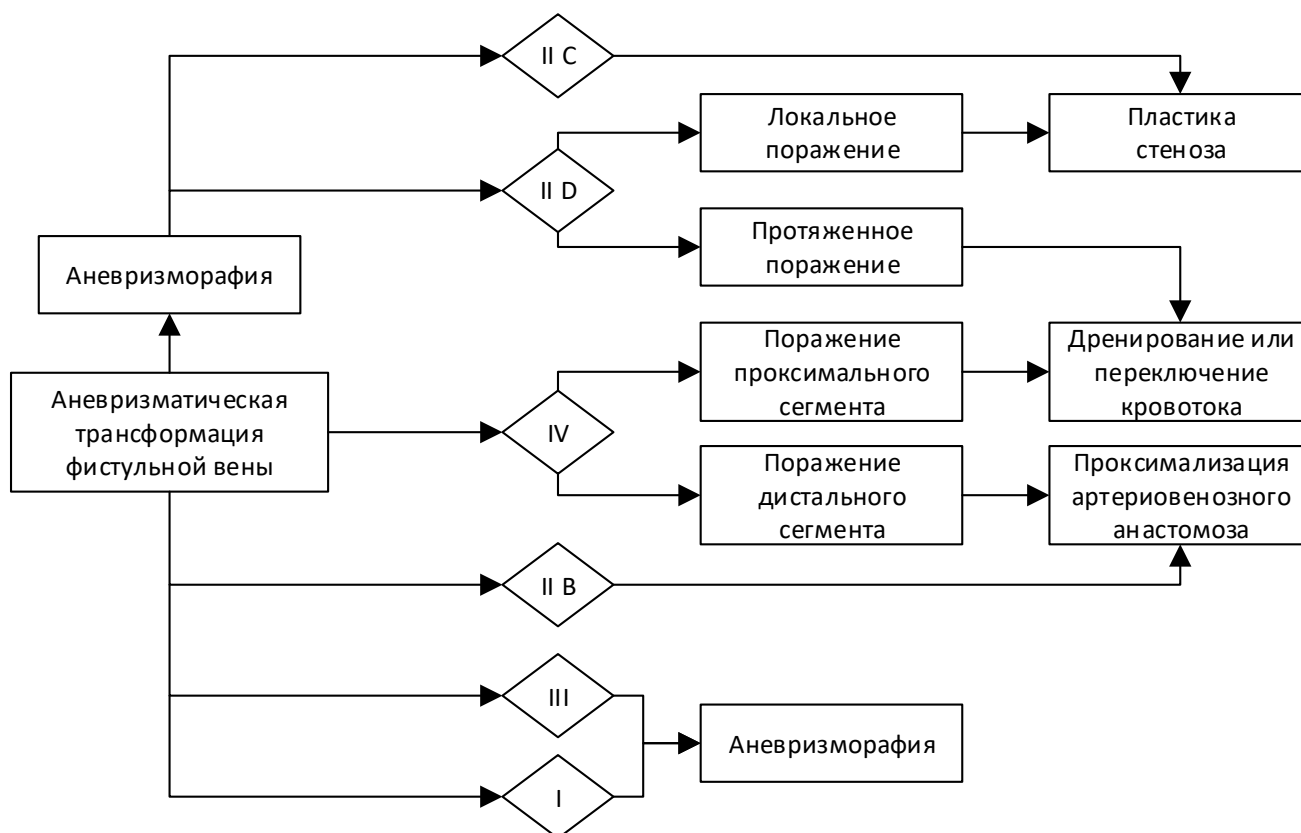 II C
Локальное
поражение
Пластика
стеноза
II D
Протяженное
поражение
Аневризморафия
Поражение
проксимального
сегмента
Дренирование или
переключение
кровотока
Аневризматическая
трансформация
фистульной вены
IV
Поражение
дистального
сегмента
Проксимализация
артериовенозного
анастомоза
II B
III
Аневризморафия
I